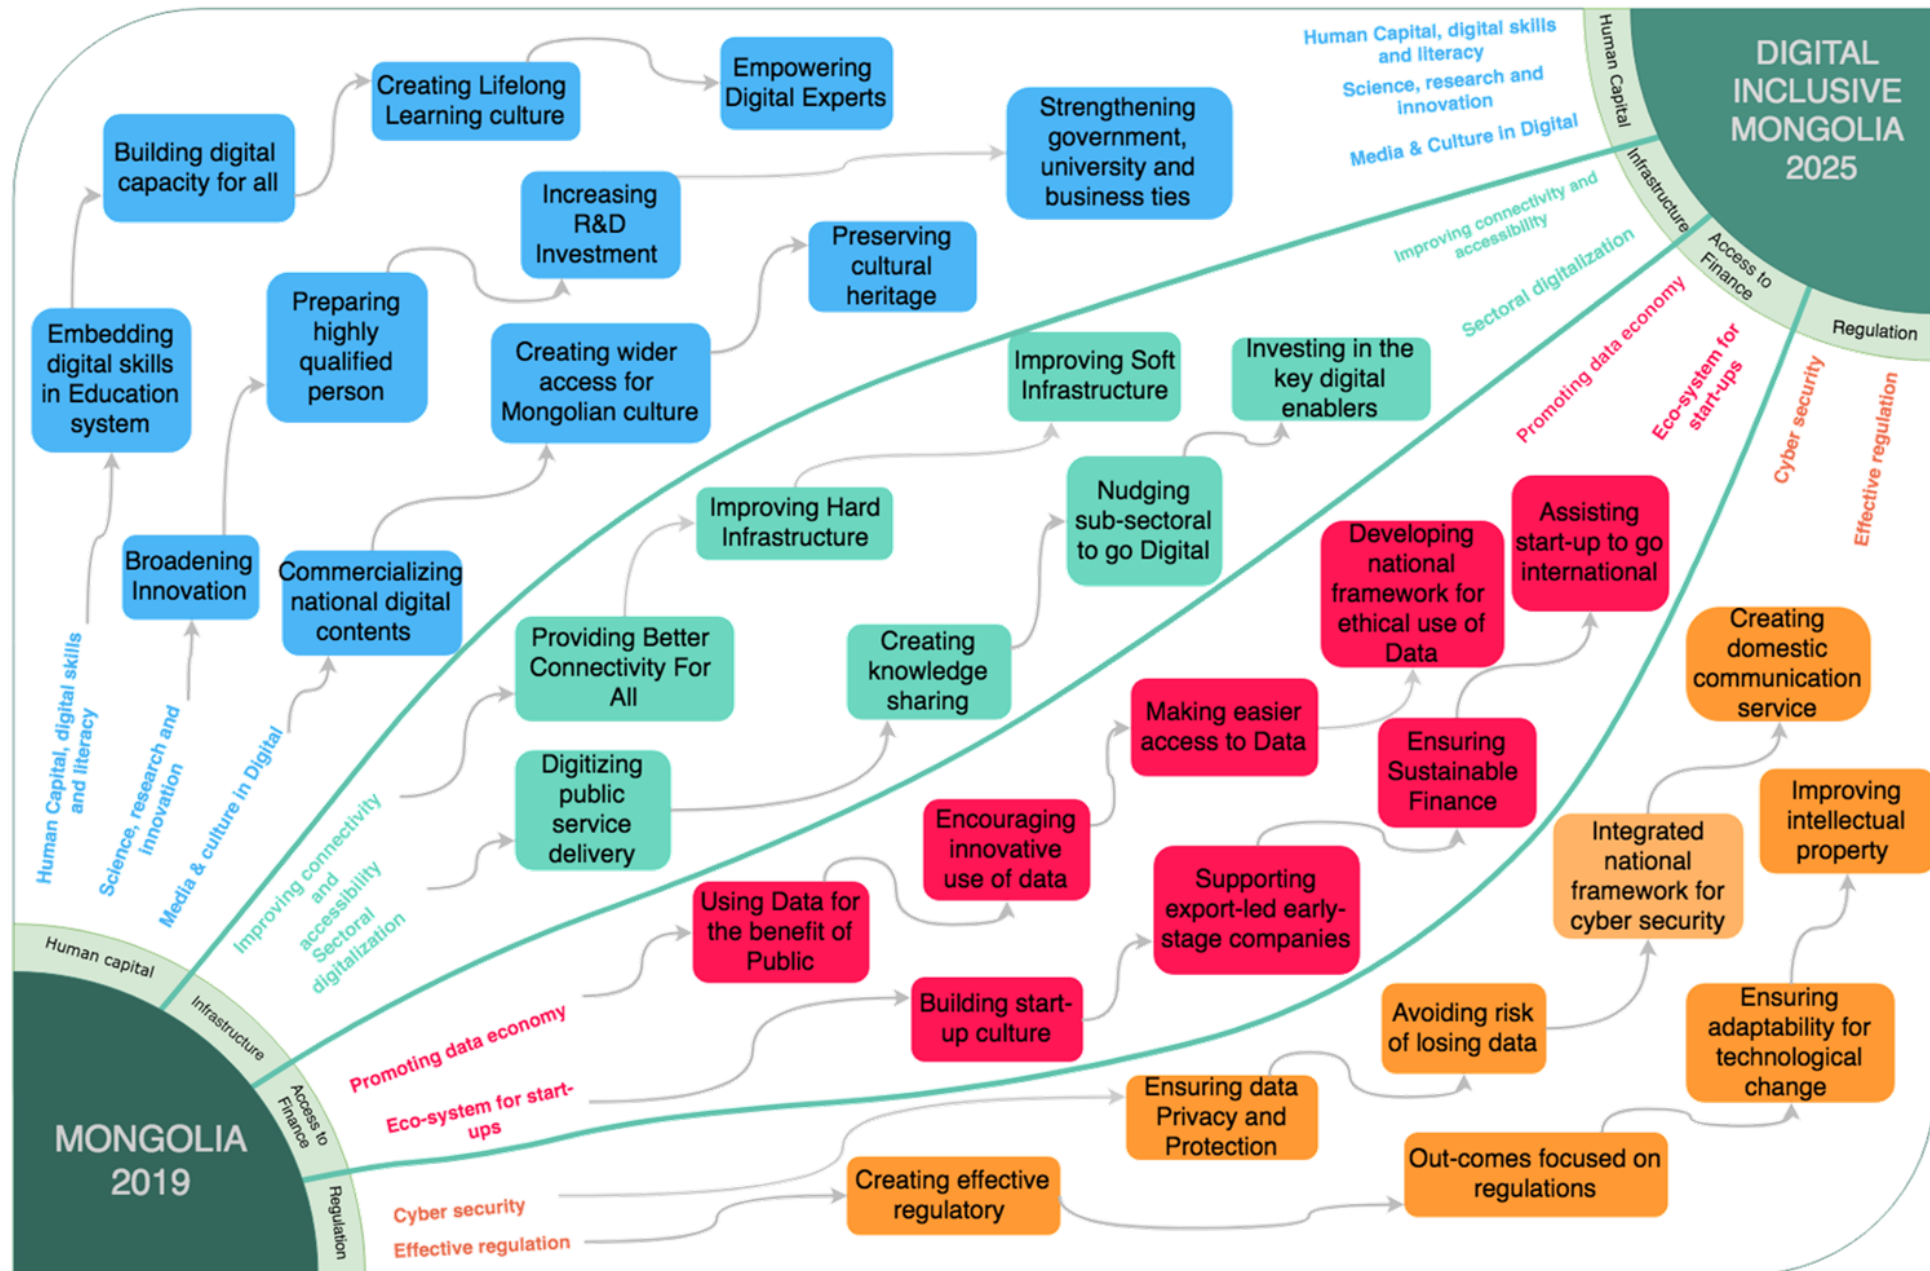 Human Capital, digital skills
and literacy
Science, research and
innovation
Media & Culture in Digital
Human Capital
DIGITAL
INCLUSIVE
MONGOLIA
2025
Infrastructure
Access to
Finance
Regulation
Improving connectivity and
accessibility
Sectoral digitalization
Promoting data economy
Eco-system for
start-ups
Cyber security
Effective regulation
Embedding
digital skills
in Education
system
Building digital
capacity for all
Creating Lifelong
Learning culture
Empowering
Digital Experts
Broadening
Innovation
Preparing
highly
qualified
person
Increasing
R&D
Investment
Strengthening
government,
university and
business ties
Commercializing
national digital
contents
Creating wider
access for
Mongolian culture
Preserving
cultural
heritage
Providing Better
Connectivity For
All
Improving Hard
Infrastructure
Improving Soft
Infrastructure
Digitizing
public
service
delivery
Creating
knowledge
sharing
Nudging
sub-sectoral
to go Digital
Investing in the
key digital
enablers
Using Data for
the benefit of
Public
Encouraging
innovative
use of data
Making easier
access to Data
Developing
national
framework for
ethical use of
Data
Building start-
up culture
Supporting
export-led early-
stage companies
Ensuring
Sustainable
Finance
Assisting
start-up to go
international
Ensuring data
Privacy and
Protection
Avoiding risk
of losing data
Integrated
national
framework for
cyber security
Creating
domestic
communication
service
Creating effective
regulatory
Out-comes focused on
regulations
Ensuring
adaptability for
technological
change
Improving
intellectual
property
Human Capital, digital skills
and literacy
Science, research and
innovation
Media & culture in Digital
Improving connectivity
and
accessibility
Sectoral
digitalization
Promoting data economy
Eco-system for start-
ups
Cyber security
Effective regulation
Human capital
Infrastructure
Access to
Finance
Regulation
MONGOLIA
2019